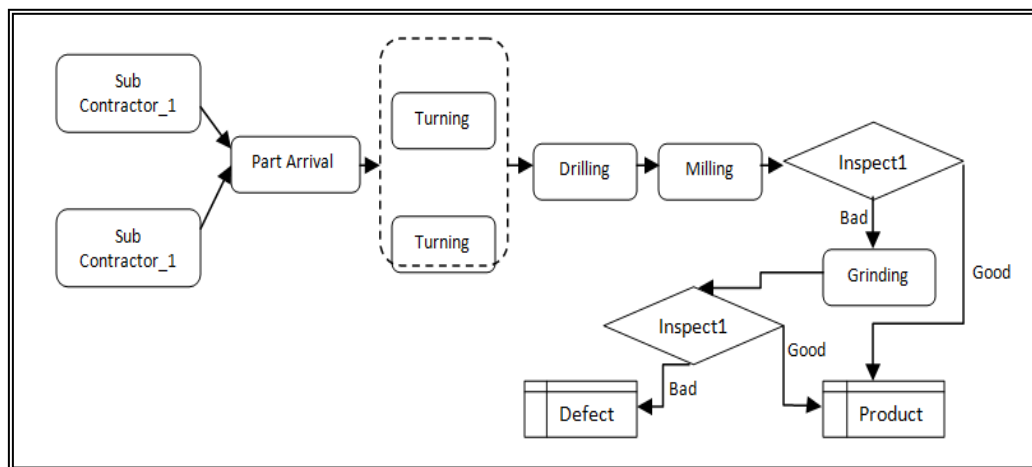 Sub
Contractor_1
Turning
Part Arrival
Drilling
Milling
Inspect1
Bad
Sub
Contractor_1
Turning
Grinding
Good
Inspect1
Good
Bad
Defect
Product